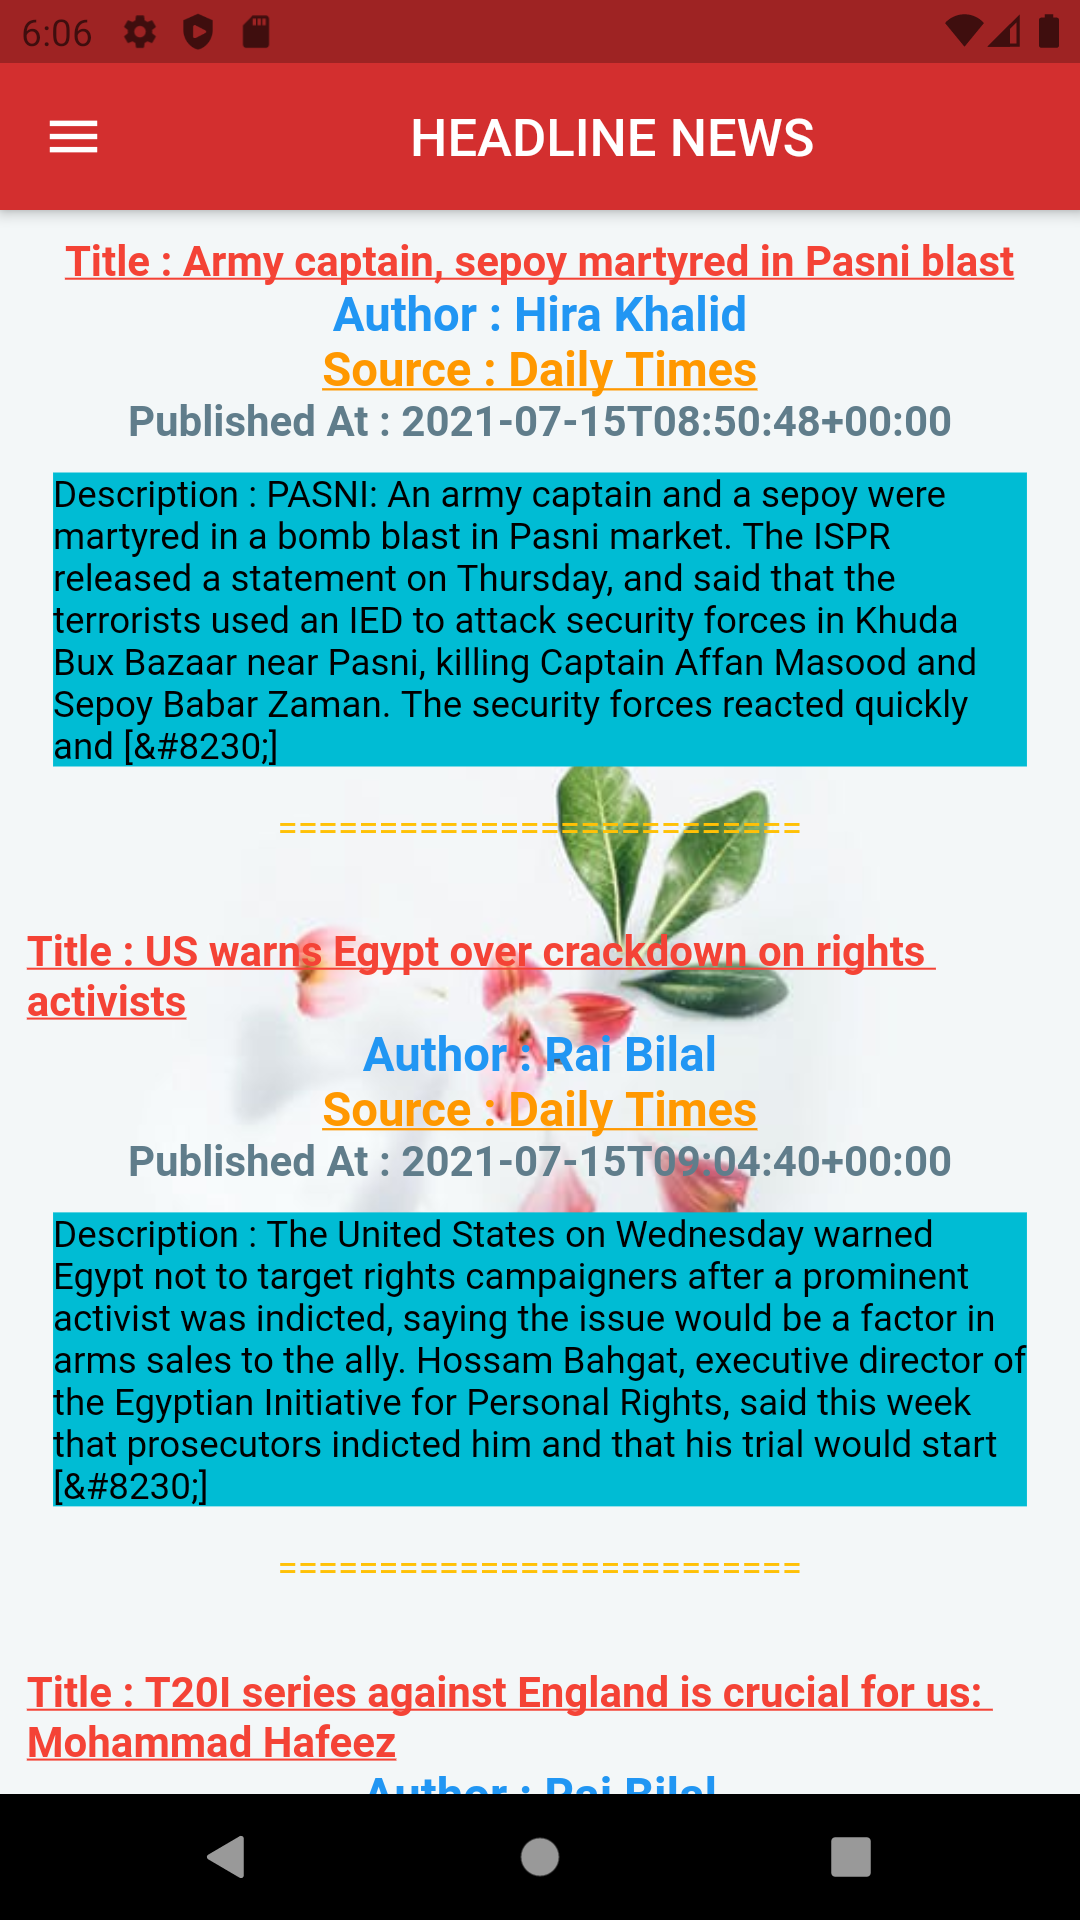 6:06
HEADLINE NEWS
Title : Army captain, sepoy martyred in Pasni blast
Author : Hira Khalid
Source : Daily Times
Published At : 2021-07-15T08:50:48+00:00
Description : PASNI: An army captain and a sepoy were
martyred in a bomb blast in Pasni market. The ISPR
released a statement on Thursday, and said that the
terrorists used an IED to attack security forces in Khuda
Bux Bazaar near Pasni, killing Captain Affan Masood and
Sepoy Babar Zaman. The security forces reacted quickly
and [&#8230;]
==========================
Title : US warns Egypt over crackdown on rights
activists
Author : Rai Bilal
Source : Daily Times
Published At : 2021-07-15T09:04:40+00:00
Description : The United States on Wednesday warned
Egypt not to target rights campaigners after a prominent
activist was indicted, saying the issue would be a factor in
arms sales to the ally. Hossam Bahgat, executive director of
the Egyptian Initiative for Personal Rights, said this week
that prosecutors indicted him and that his trial would start
[&#8230;]
==========================
Title : T20I series against England is crucial for us:
Mohammad Hafeez
Author : Rai Bilal